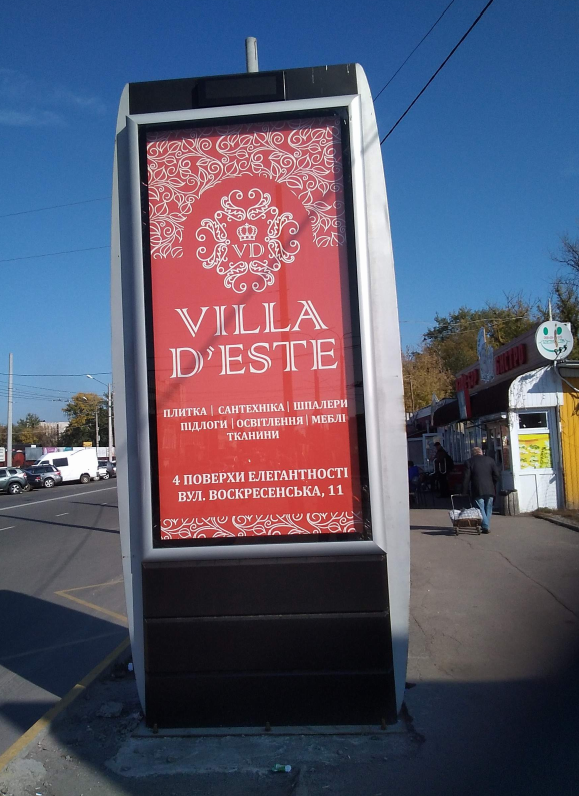 VD
VILLA
D'ESTE
ПЛИТКА | САНТЕХНІКА | ШПАЛЕРИ
ПІДЛОГИ | ОСВІТЛЕННЯ | МЕБЛІ
ТКАНИНИ
4 ПОВЕРХИ ЕЛЕГАНТНОСТІ
ВУЛ. ВОСКРЕСЕНСЬКА, 11